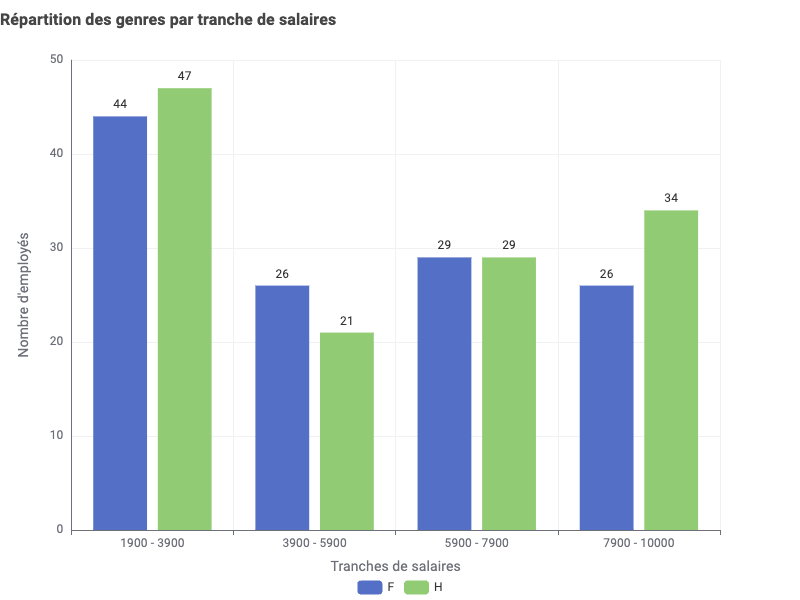 Répartition des genres par tranche de salaires
50
47
44
40
34
30
29
29
26
26
21
20
10
0
Nombre d'employés
1900 - 3900
3900 - 5900
5900 - 7900
7900 - 10000
Tranches de salaires
F
H